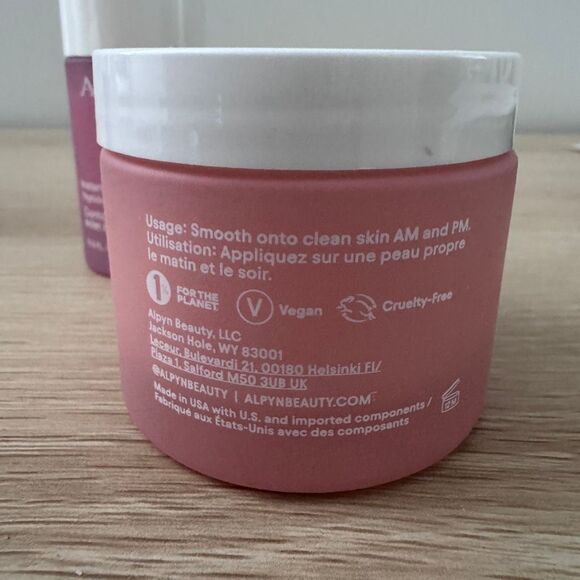 Usage: Smooth onto clean skin AM and PM.
Utilisation: Appliquez sur une peau propre
le matin et le soir.
1%
FOR THE
PLANET
V
Vegan
Cruelty-Free
Alpyn Beauty, LLC
Jackson Hole, WY 83001
Leceur, Bulevardi 21, 00180 Helsinki FI/
Plaza 1, Salford M50 3UB UK
@ALPYNBEAUTY | ALPYNBEAUTY.COM
Made in USA with U.S. and imported components /
Fabriqué aux États-Unis avec des composants